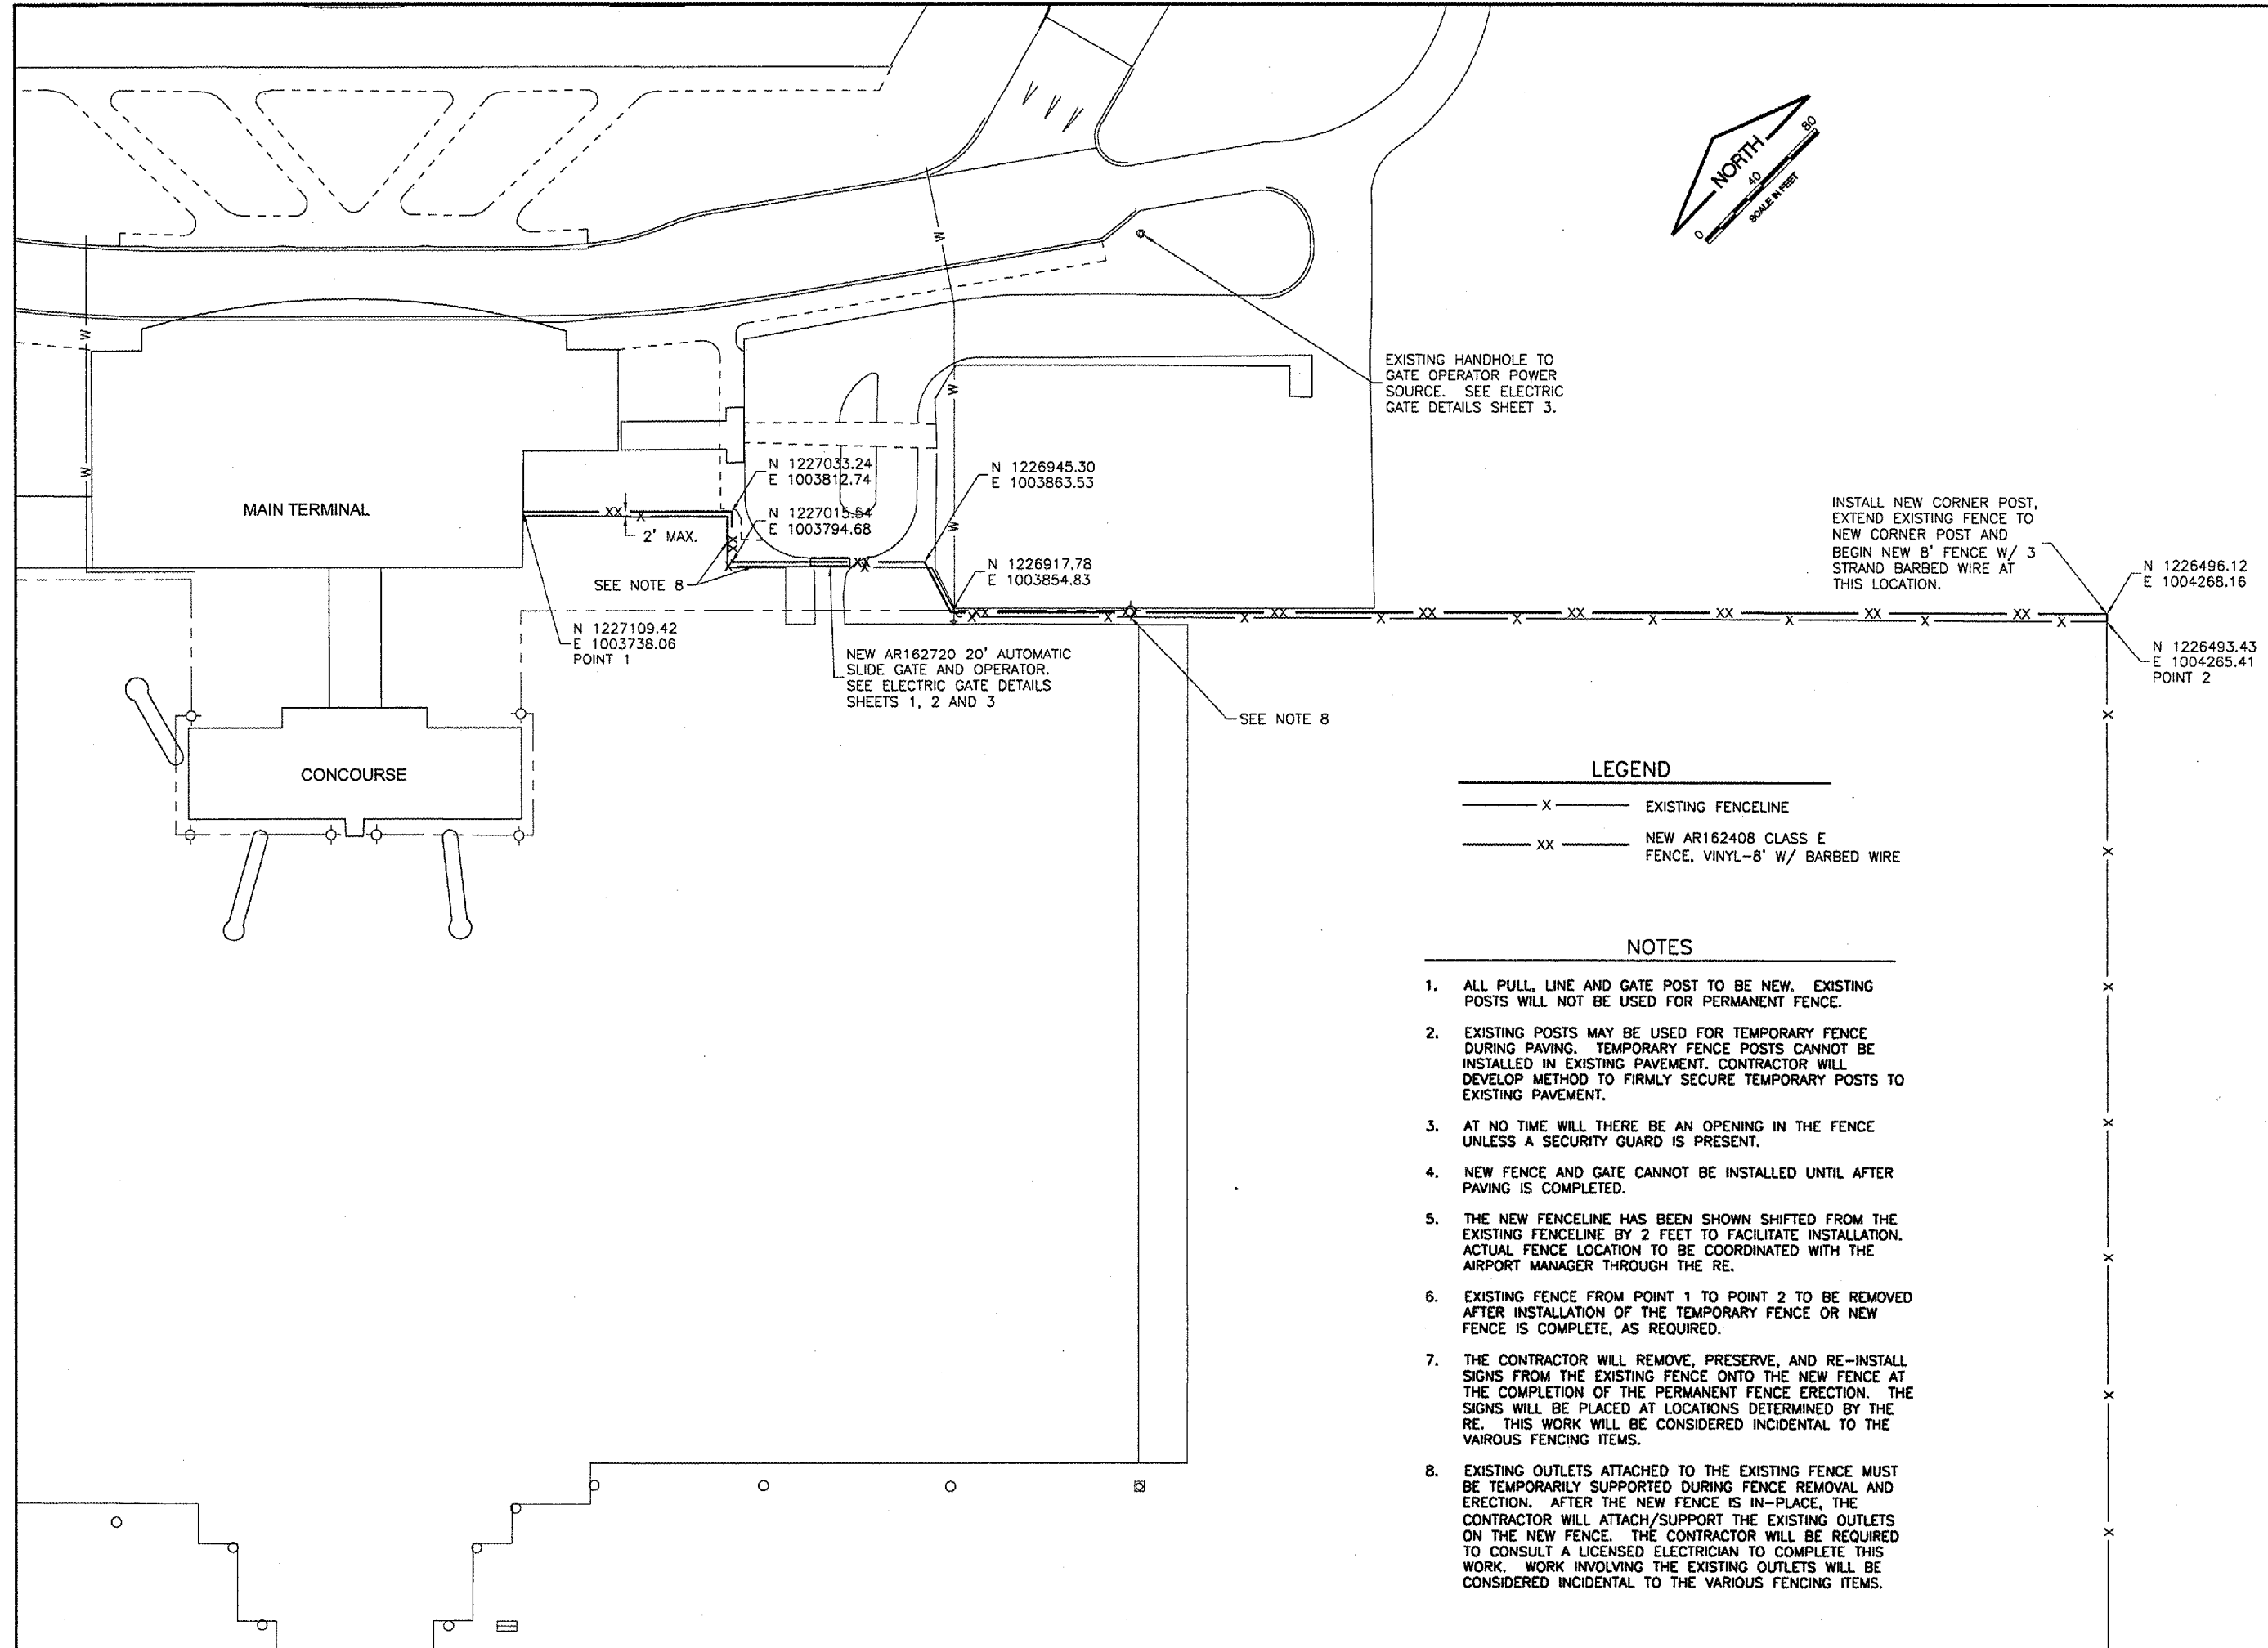 NORTH
0
40
80
SCALE IN FEET
W
W
W
W
W
EXISTING HANDHOLE TO
GATE OPERATOR POWER
SOURCE. SEE ELECTRIC
GATE DETAILS SHEET 3.
MAIN TERMINAL
N 1227033.24
E 1003812.74
N 1226945.30
E 1003863.53
N 1227015.54
E 1003794.68
2' MAX.
SEE NOTE 8
N 1226917.78
E 1003854.83
INSTALL NEW CORNER POST,
EXTEND EXISTING FENCE TO
NEW CORNER POST AND
BEGIN NEW 8' FENCE W/ 3
STRAND BARBED WIRE AT
THIS LOCATION.
N 1226496.12
E 1004268.16
N 1227109.42
E 1003738.06
POINT 1
NEW AR162720 20' AUTOMATIC
SLIDE GATE AND OPERATOR.
SEE ELECTRIC GATE DETAILS
SHEETS 1, 2 AND 3
N 1226493.43
E 1004265.41
POINT 2
SEE NOTE 8
CONCOURSE
LEGEND
X EXISTING FENCELINE
XX NEW AR162408 CLASS E
FENCE, VINYL-8' W/ BARBED WIRE
NOTES
1. ALL PULL, LINE AND GATE POST TO BE NEW. EXISTING
POSTS WILL NOT BE USED FOR PERMANENT FENCE.
2. EXISTING POSTS MAY BE USED FOR TEMPORARY FENCE
DURING PAVING. TEMPORARY FENCE POSTS CANNOT BE
INSTALLED IN EXISTING PAVEMENT. CONTRACTOR WILL
DEVELOP METHOD TO FIRMLY SECURE TEMPORARY POSTS TO
EXISTING PAVEMENT.
3. AT NO TIME WILL THERE BE AN OPENING IN THE FENCE
UNLESS A SECURITY GUARD IS PRESENT.
4. NEW FENCE AND GATE CANNOT BE INSTALLED UNTIL AFTER
PAVING IS COMPLETED.
5. THE NEW FENCELINE HAS BEEN SHOWN SHIFTED FROM THE
EXISTING FENCELINE BY 2 FEET TO FACILITATE INSTALLATION.
ACTUAL FENCE LOCATION TO BE COORDINATED WITH THE
AIRPORT MANAGER THROUGH THE RE.
6. EXISTING FENCE FROM POINT 1 TO POINT 2 TO BE REMOVED
AFTER INSTALLATION OF THE TEMPORARY FENCE OR NEW
FENCE IS COMPLETE, AS REQUIRED.
7. THE CONTRACTOR WILL REMOVE, PRESERVE, AND RE-INSTALL
SIGNS FROM THE EXISTING FENCE ONTO THE NEW FENCE AT
THE COMPLETION OF THE PERMANENT FENCE ERECTION. THE
SIGNS WILL BE PLACED AT LOCATIONS DETERMINED BY THE
RE. THIS WORK WILL BE CONSIDERED INCIDENTAL TO THE
VAIROUS FENCING ITEMS.
8. EXISTING OUTLETS ATTACHED TO THE EXISTING FENCE MUST
BE TEMPORARILY SUPPORTED DURING FENCE REMOVAL AND
ERECTION. AFTER THE NEW FENCE IS IN-PLACE, THE
CONTRACTOR WILL ATTACH/SUPPORT THE EXISTING OUTLETS
ON THE NEW FENCE. THE CONTRACTOR WILL BE REQUIRED
TO CONSULT A LICENSED ELECTRICIAN TO COMPLETE THIS
WORK. WORK INVOLVING THE EXISTING OUTLETS WILL BE
CONSIDERED INCIDENTAL TO THE VARIOUS FENCING ITEMS.